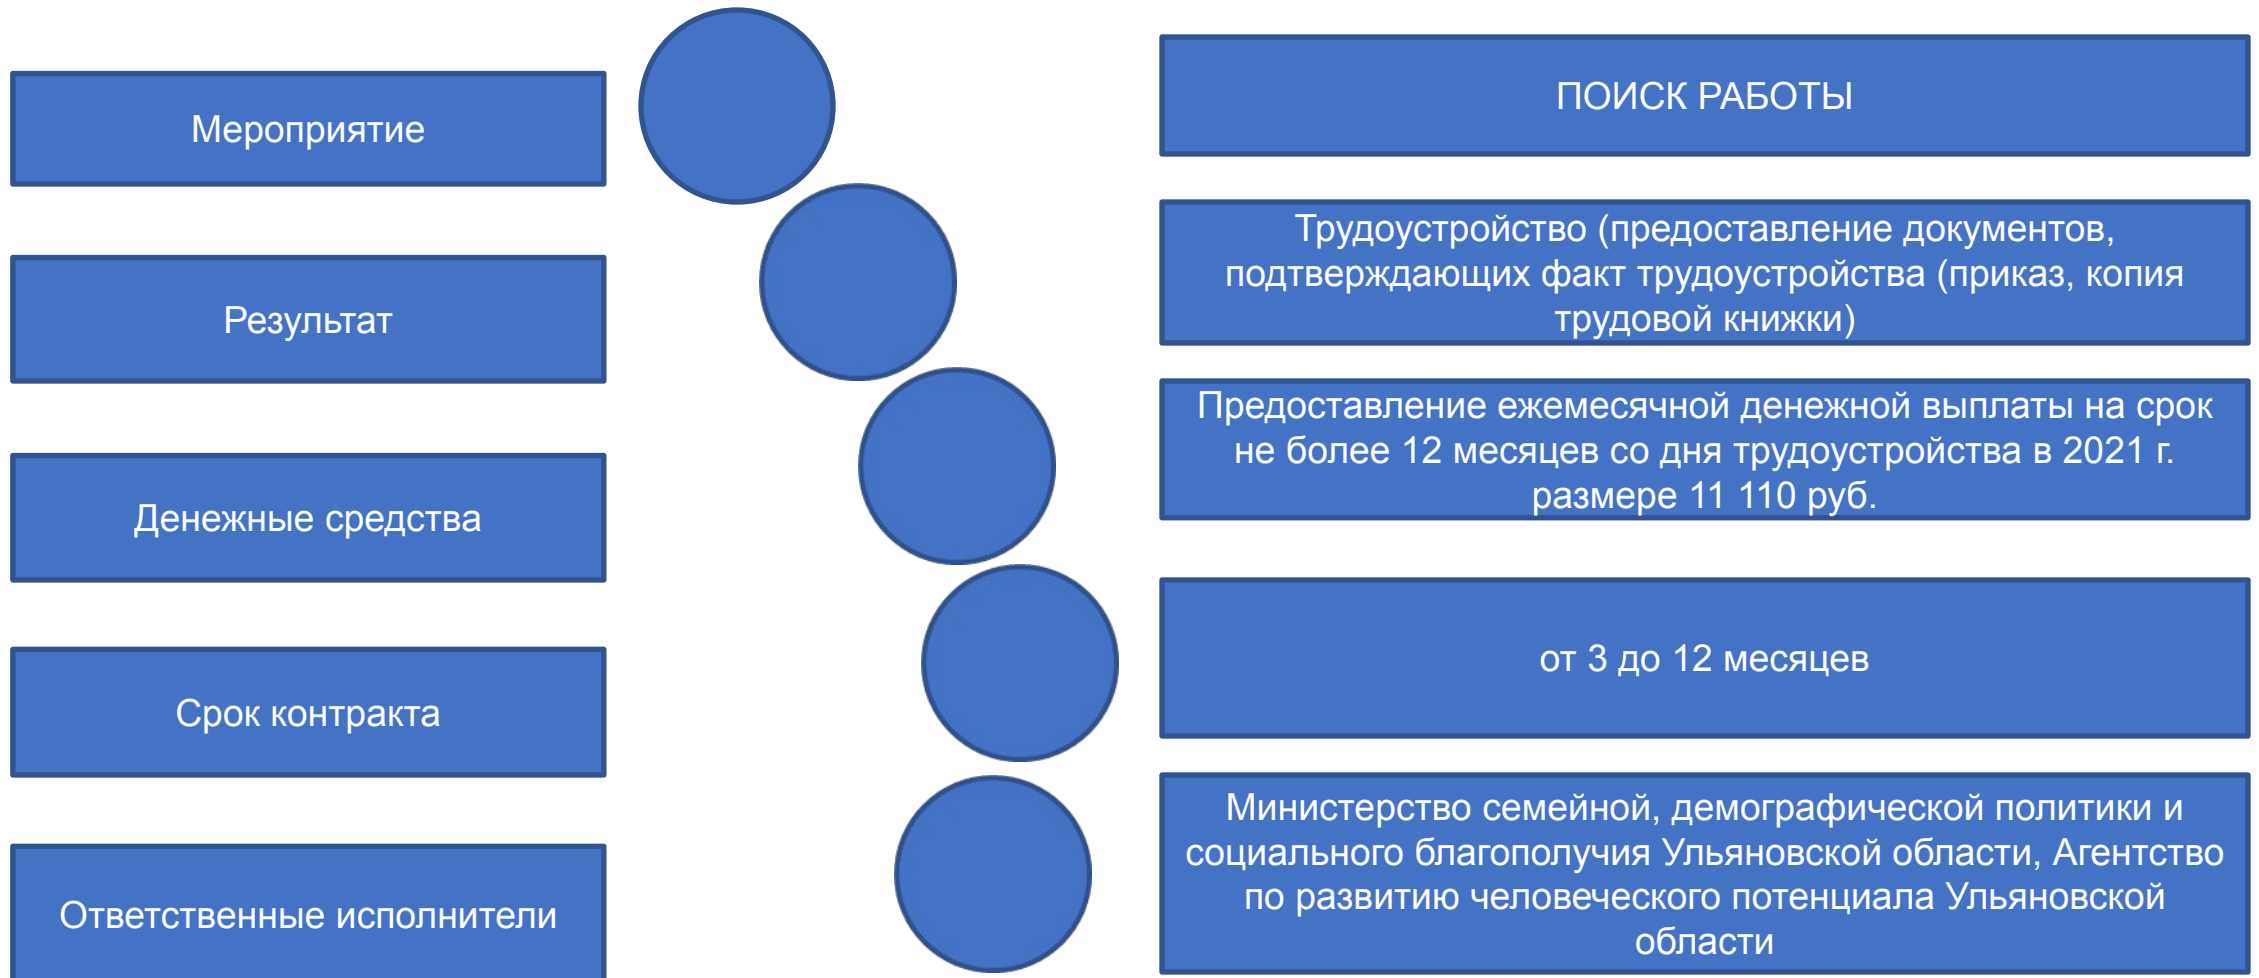 Мероприятие
ПОИСК РАБОТЫ
Результат
Трудоустройство (предоставление документов,
подтверждающих факт трудоустройства (приказ, копия
трудовой книжки)
Денежные средства
Предоставление ежемесячной денежной выплаты на срок
не более 12 месяцев со дня трудоустройства в 2021 г.
размере 11 110 руб.
Срок контракта
от 3 до 12 месяцев
Ответственные исполнители
Министерство семейной, демографической политики и
социального благополучия Ульяновской области, Агентство
по развитию человеческого потенциала Ульяновской
области